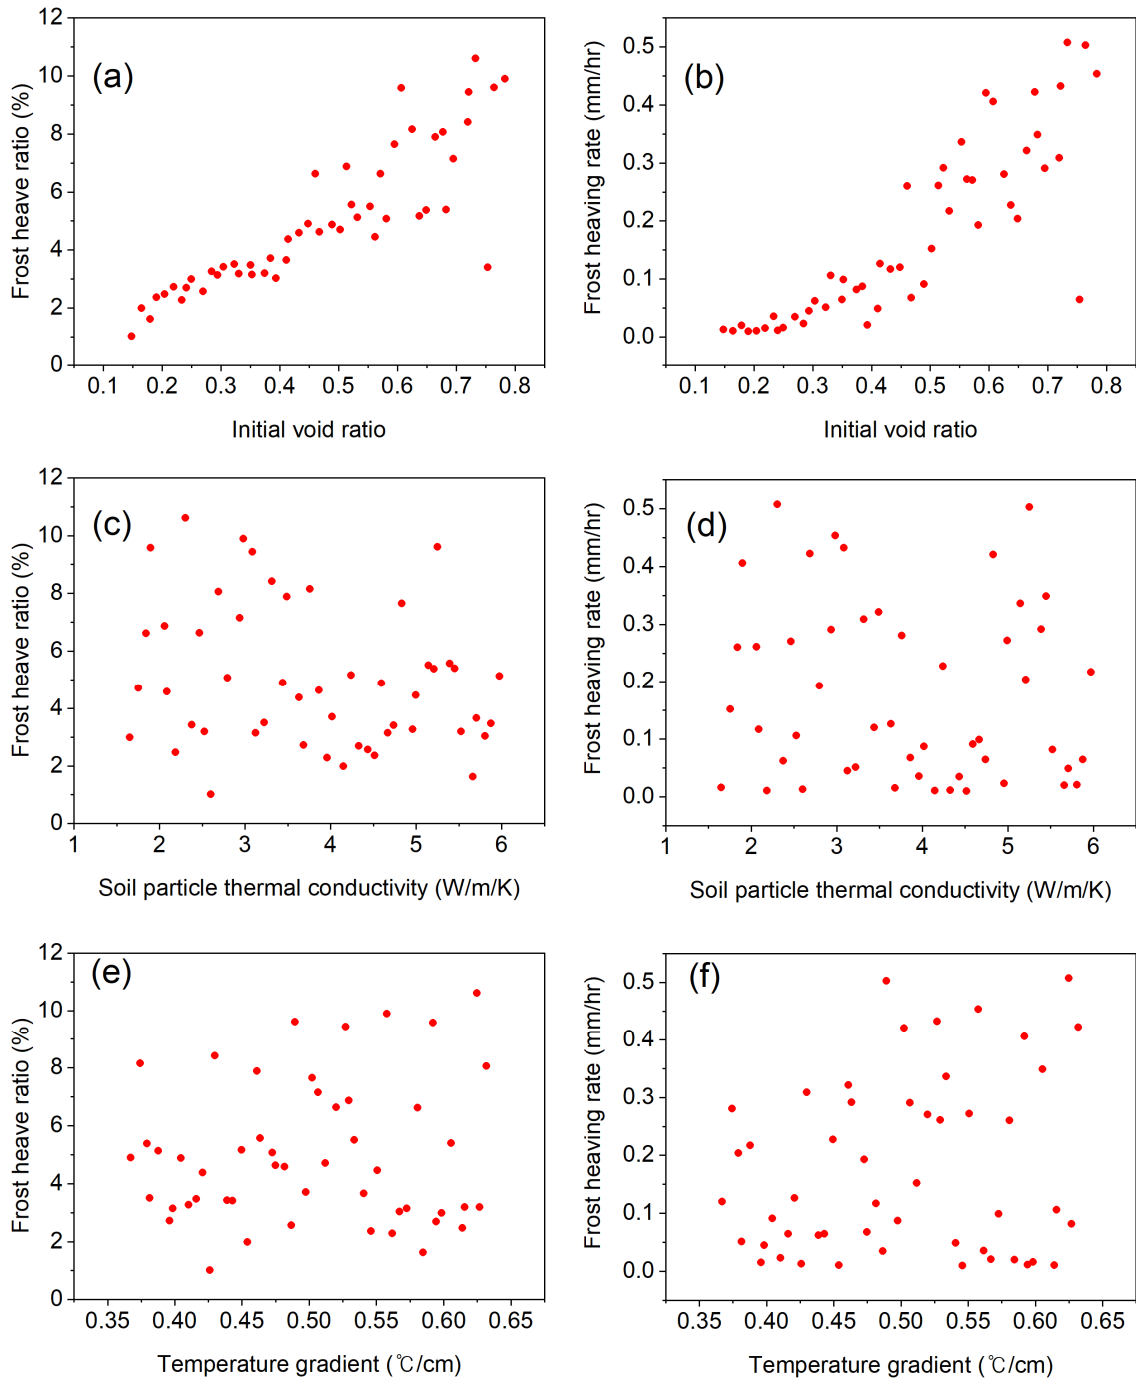 12
10
8
6
4
2
0
Frost heave ratio (%)
(a)
0.1 0.2 0.3 0.4 0.5 0.6 0.7 0.8
Initial void ratio
0.5
0.4
0.3
0.2
0.1
0.0
Frost heaving rate (mm/hr)
(b)
0.1 0.2 0.3 0.4 0.5 0.6 0.7 0.8
Initial void ratio
12
10
8
6
4
2
0
Frost heave ratio (%)
(c)
1 2 3 4 5 6
Soil particle thermal conductivity (W/m/K)
0.5
0.4
0.3
0.2
0.1
0.0
Frost heaving rate (mm/hr)
(d)
1 2 3 4 5 6
Soil particle thermal conductivity (W/m/K)
12
10
8
6
4
2
0
Frost heave ratio (%)
(e)
0.35 0.40 0.45 0.50 0.55 0.60 0.65
Temperature gradient (℃/cm)
0.5
0.4
0.3
0.2
0.1
0.0
Frost heaving rate (mm/hr)
(f)
0.35 0.40 0.45 0.50 0.55 0.60 0.65
Temperature gradient (℃/cm)